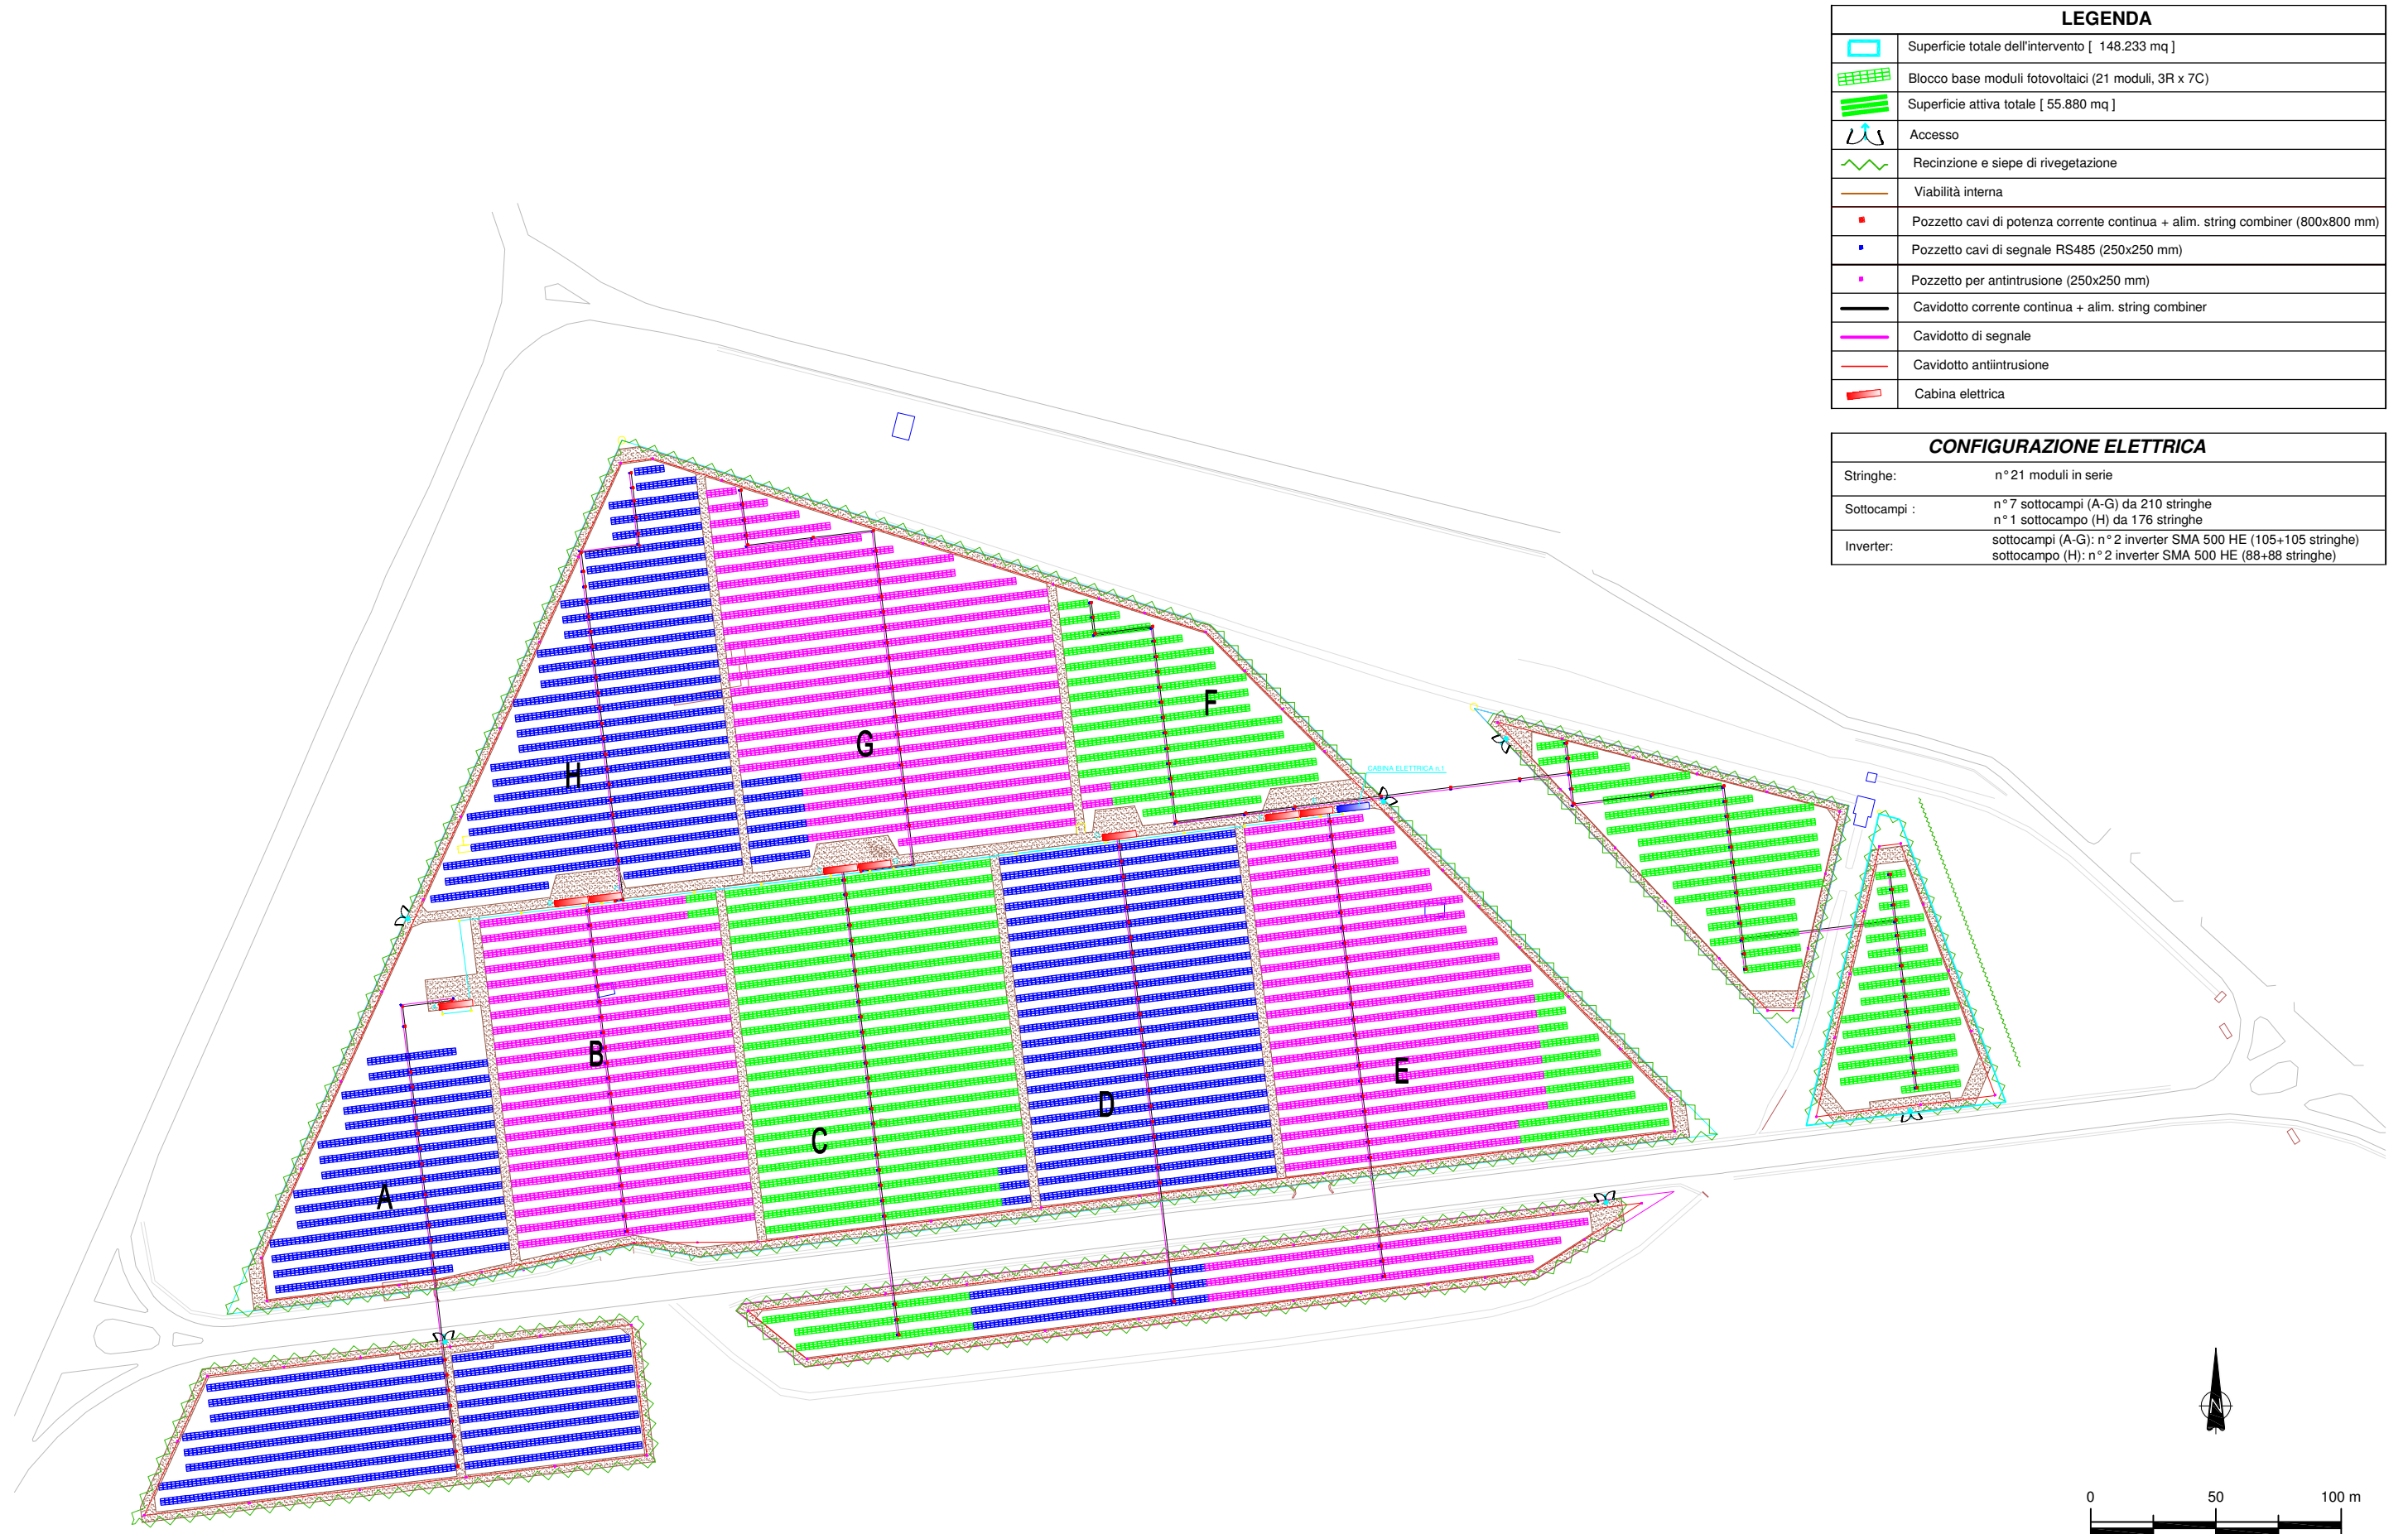 LEGENDA
Superficie totale dell'intervento [ 148.233 mq ]
Blocco base moduli fotovoltaici (21 moduli, 3R x 7C)
Superficie attiva totale [ 55.880 mq ]
Accesso
Recinzione e siepe di rivegetazione
Viabilità interna
Pozzetto cavi di potenza corrente continua + alim. string combiner (800x800 mm)
Pozzetto cavi di segnale RS485 (250x250 mm)
Pozzetto per antintrusione (250x250 mm)
Cavidotto corrente continua + alim. string combiner
Cavidotto di segnale
Cavidotto antiintrusione
Cabina elettrica
CONFIGURAZIONE ELETTRICA
Stringhe: n°21 moduli in serie
Sottocampi : n°7 sottocampi (A-G) da 210 stringhe
n°1 sottocampo (H) da 176 stringhe
Inverter: sottocampi (A-G): n°2 inverter SMA 500 HE (105+105 stringhe)
sottocampo (H): n°2 inverter SMA 500 HE (88+88 stringhe)
F
G
H
CABINA ELETTRICA n.1
B
E
D
C
A
N
0 50 100 m